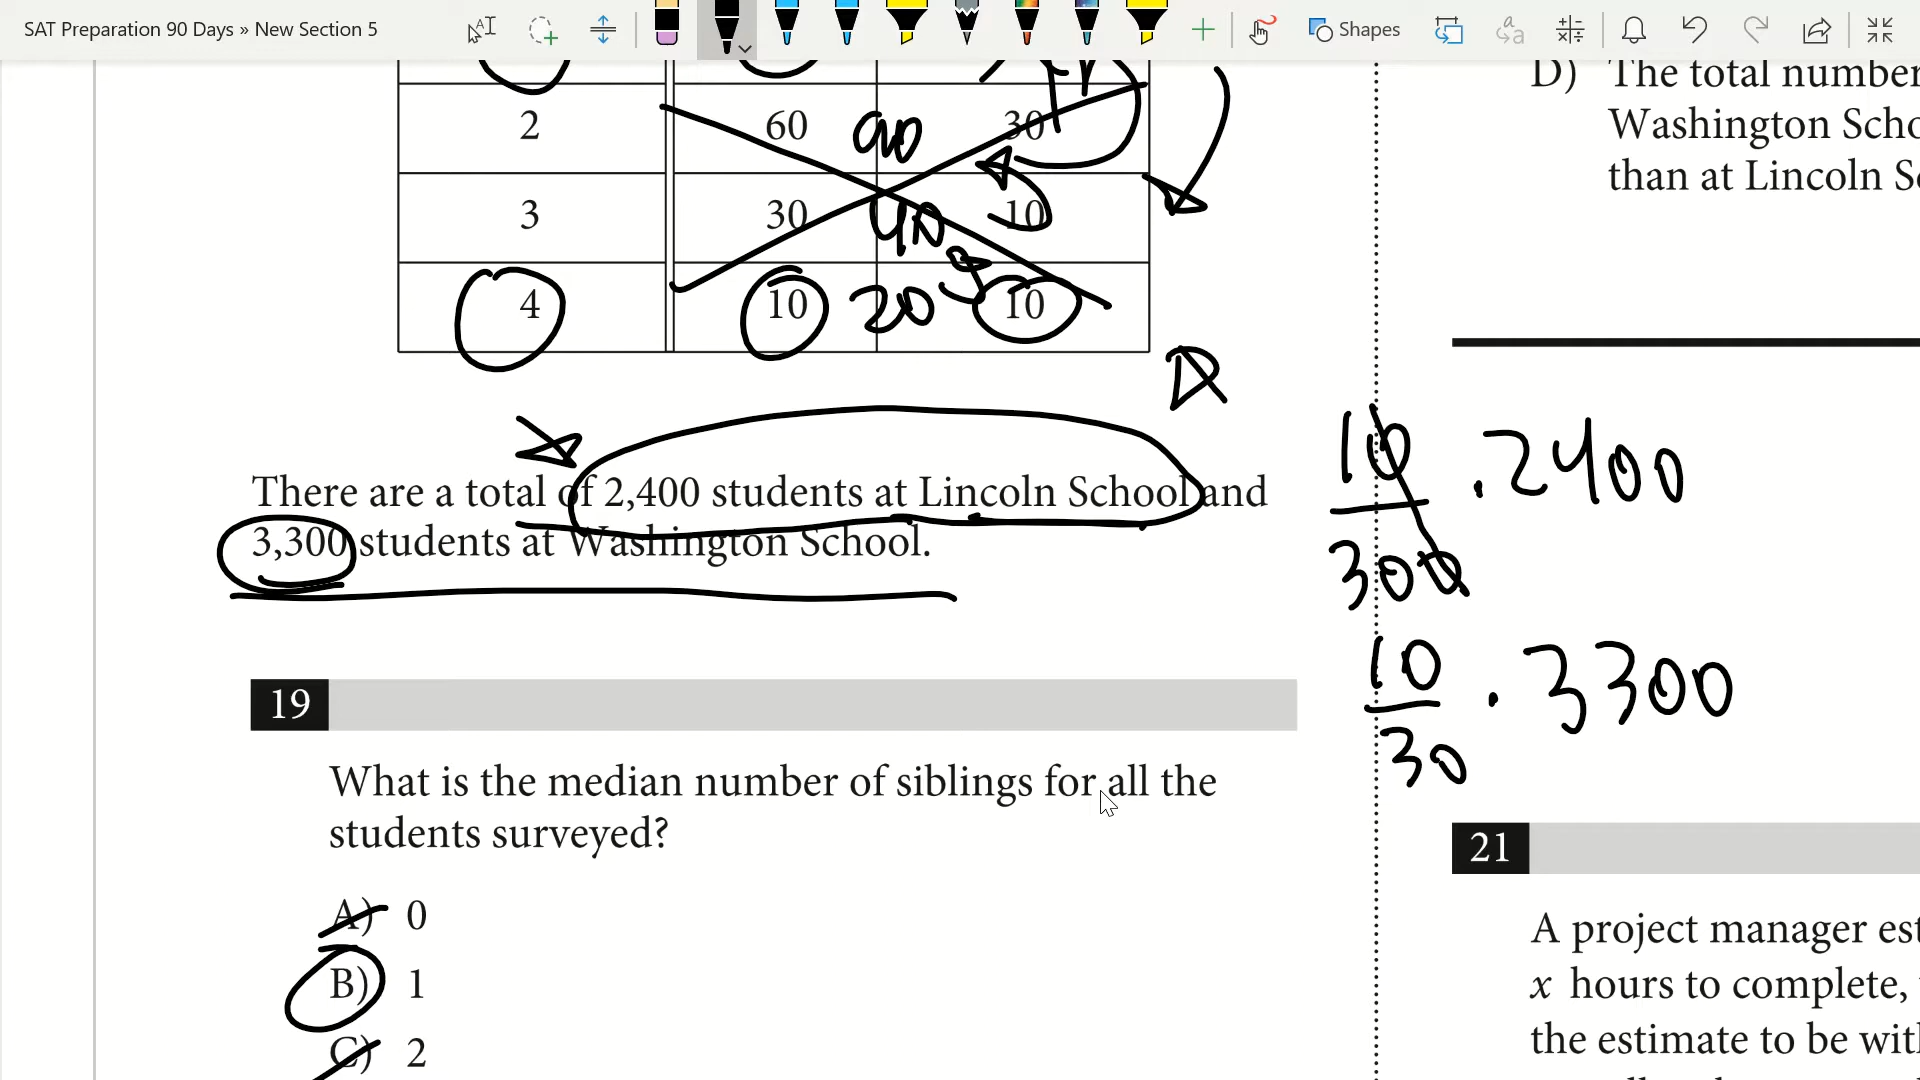 SAT Preparation 90 Days » New Section 5
Shapes
2 60 90 30
3 30 40 10
4 10 20 10
There are a total of 2,400 students at Lincoln School and
3,300 students at Washington School.
19
What is the median number of siblings for all the
students surveyed?
A) 0
B) 1
C) 2
D) The total number
Washington Scho
than at Lincoln S
10
300
.2400
10
30
.3300
21
A project manager est
x hours to complete,
the estimate to be with